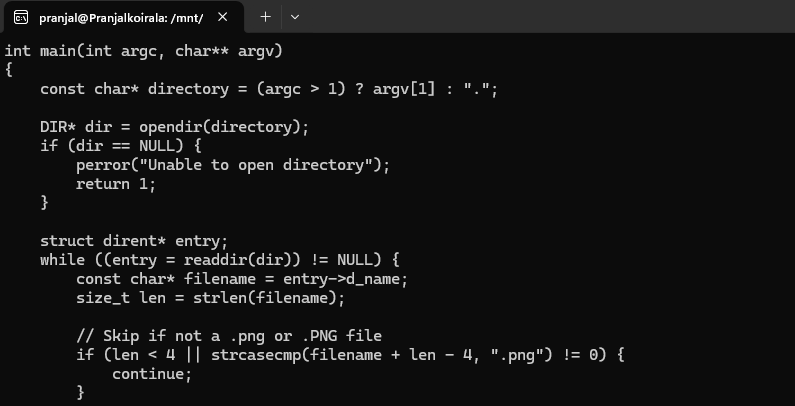 pranjal@Pranjalkoirala: /mnt/
int main(int argc, char** argv)
{
    const char* directory = (argc > 1) ? argv[1] : ".";

    DIR* dir = opendir(directory);
    if (dir == NULL) {
        perror("Unable to open directory");
        return 1;
    }

    struct dirent* entry;
    while ((entry = readdir(dir)) != NULL) {
        const char* filename = entry->d_name;
        size_t len = strlen(filename);

        // Skip if not a .png or .PNG file
        if (len < 4 || strcasecmp(filename + len - 4, ".png") != 0) {
            continue;
        }